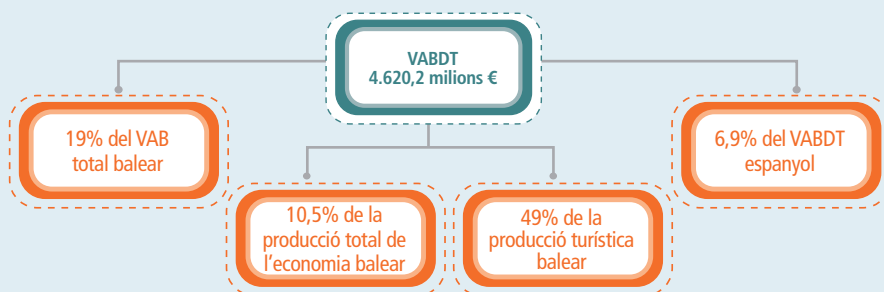 VABDT
4.620,2 milions €
19% del VAB
total balear
6,9% del VABDT
espanyol
10,5% de la
producció total de
l’economia balear
49% de la
producció turística
balear